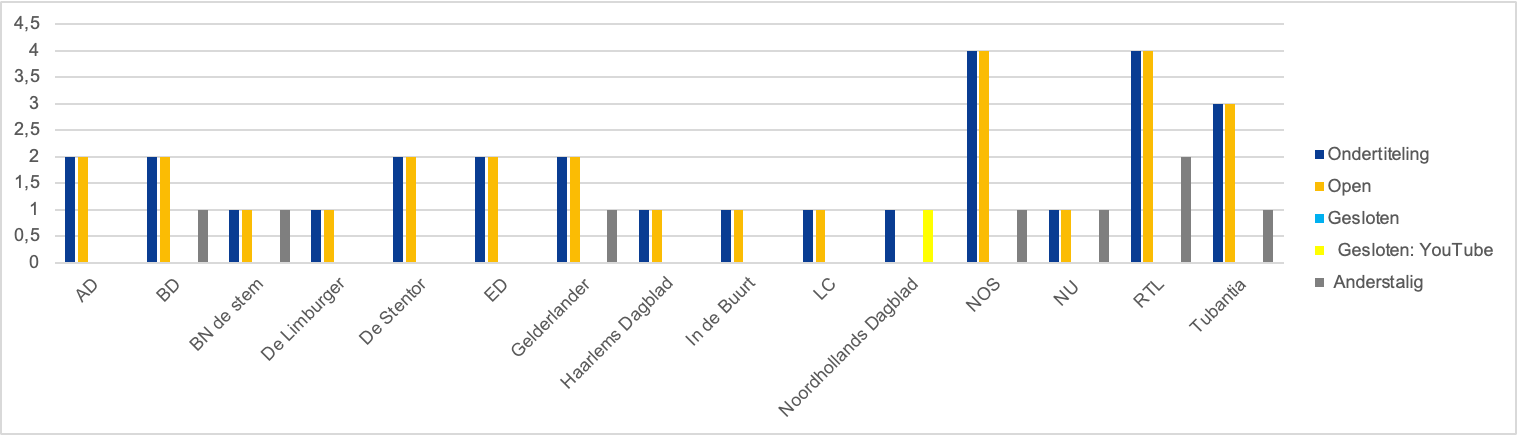 4,5
4
3,5
3
2,5
2
1,5
1
0,5
0
AD
BD
BN de stem
De Limburger
De Stentor
ED
Gelderlander
Haarlems Dagblad
In de Buurt
LC
Noordhollands Dagblad
NOS
NU
RTL
Tubantia
Ondertiteling
Open
Gesloten
Gesloten: YouTube
Anderstalig